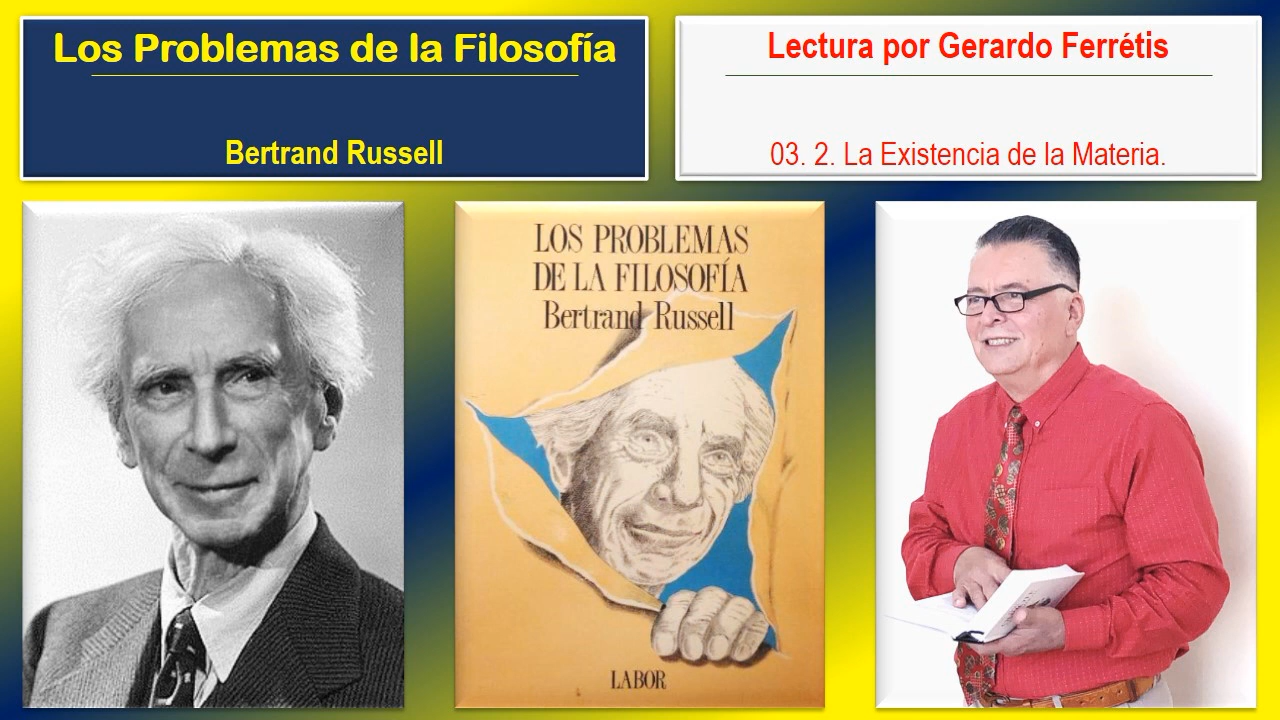 Los Problemas de la Filosofía
Bertrand Russell
Lectura por Gerardo Ferrétis
03. 2. La Existencia de la Materia.
LOS PROBLEMAS
DE LA FILOSOFÍA
Bertrand Russell
LABOR